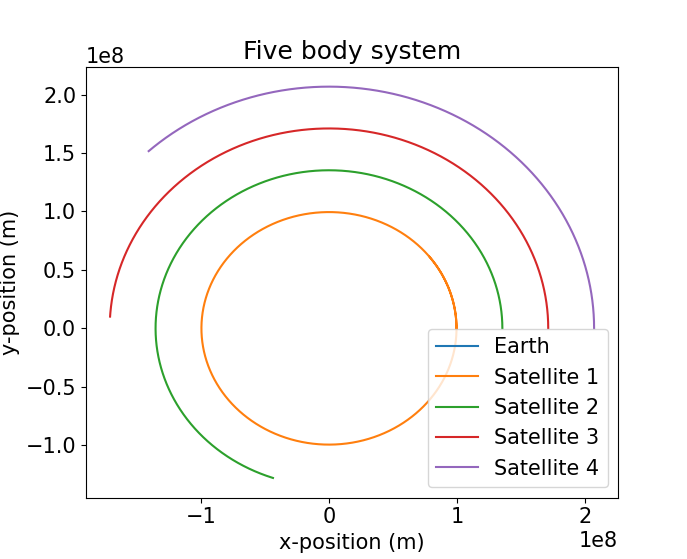 Five body system
1e8
2.0
1.5
1.0
0.5
0.0
−0.5
−1.0
y-position (m)
Earth
Satellite 1
Satellite 2
Satellite 3
Satellite 4
−1
0
1
2
x-position (m)
1e8